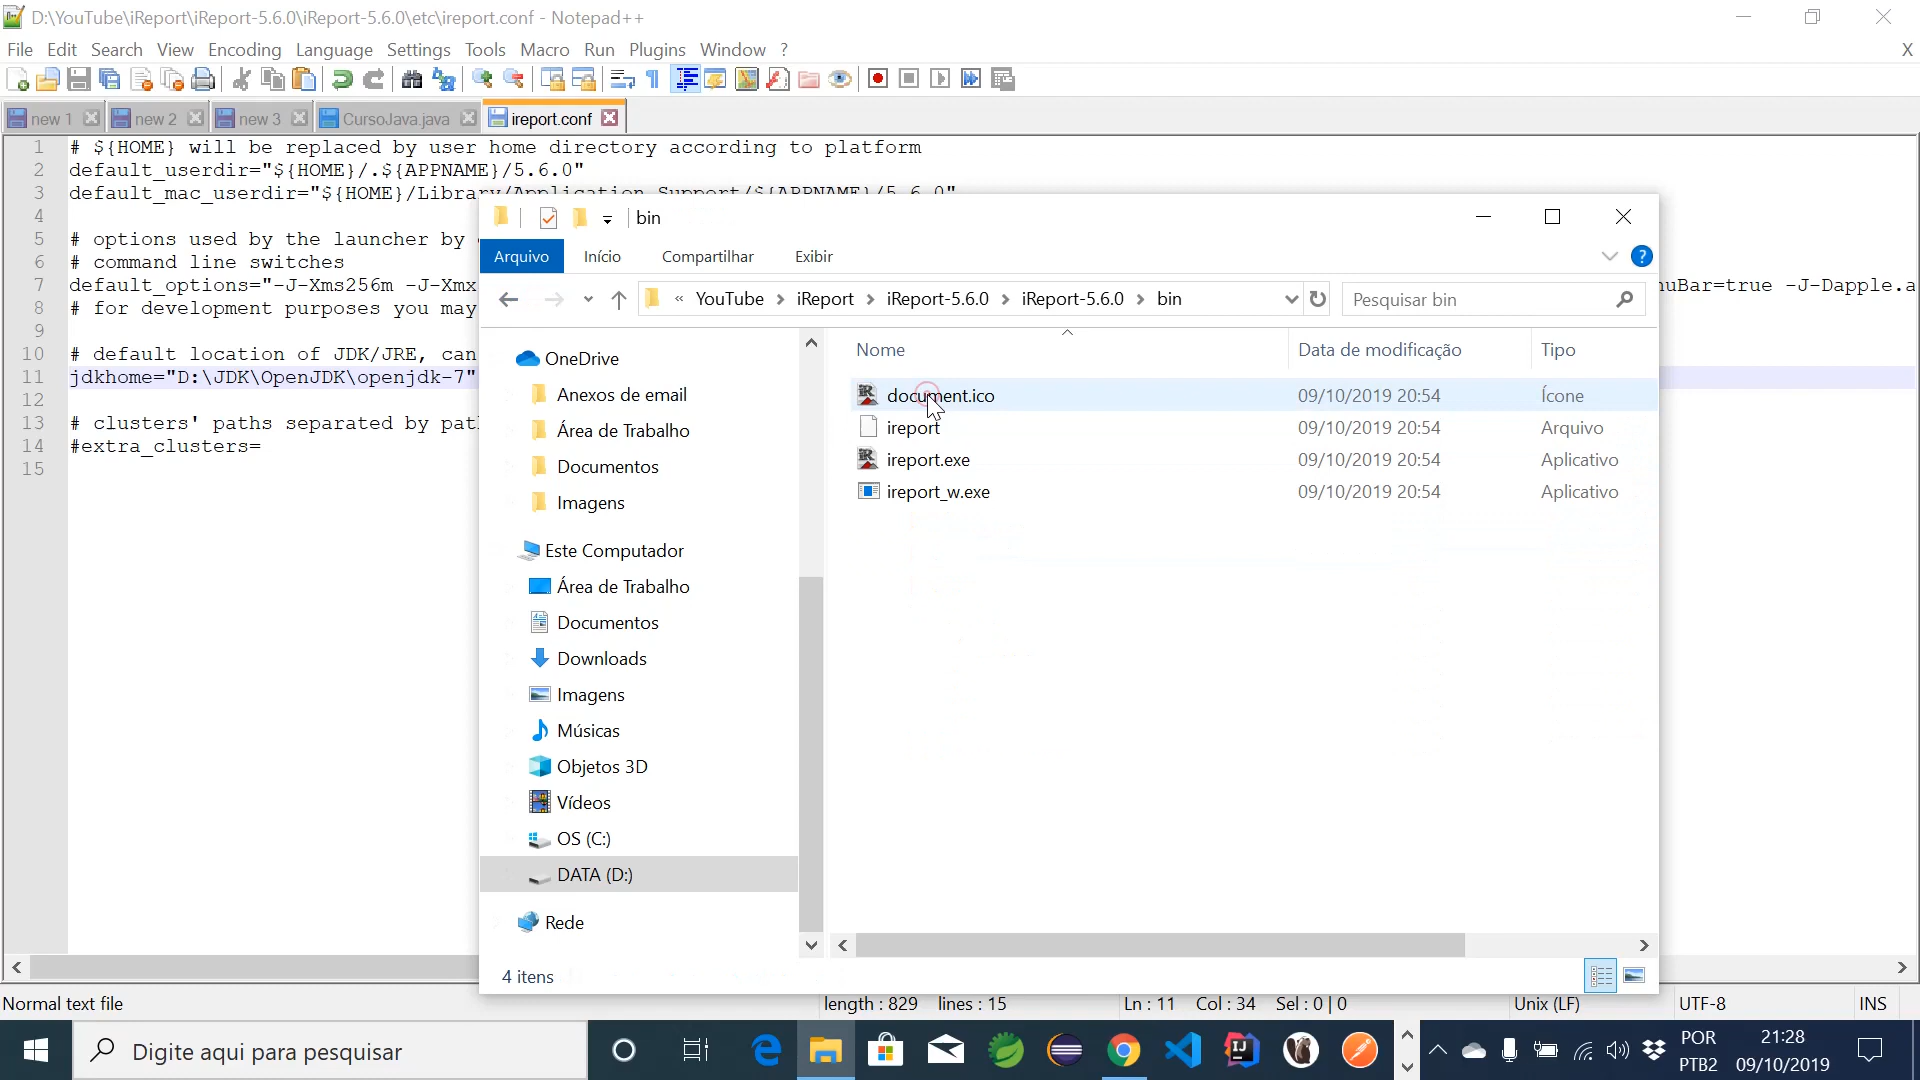 D:\YouTube\iReport\iReport-5.6.0\iReport-5.6.0\etc\ireport.conf - Notepad++
File Edit Search View Encoding Language Settings Tools Macro Run Plugins Window ? X
new 1 new 2 new 3 CursoJava.java ireport.conf
1 # ${HOME} will be replaced by user home directory according to platform
2 default_userdir="${HOME}/.${APPNAME}/5.6.0"
3 default_mac_userdir="${HOME}/Library/Application Support/${APPNAME}/5.6.0"
4
5 # options used by the launcher by
6 # command line switches
7 default_options="-J-Xms256m -J-Xmx nuBar=true -J-Dapple.a
8 # for development purposes you may
9
10 # default location of JDK/JRE, can
11 jdkhome="D:\JDK\OpenJDK\openjdk-7"
12
13 # clusters' paths separated by pat
14 #extra_clusters=
15
bin
Arquivo Início Compartilhar Exibir ?
« YouTube iReport iReport-5.6.0 iReport-5.6.0 bin
Pesquisar bin
OneDrive
Anexos de email
Área de Trabalho
Documentos
Imagens
Este Computador
Área de Trabalho
Documentos
Downloads
Imagens
Músicas
Objetos 3D
Vídeos
OS (C:)
DATA (D:)
Rede
Nome Data de modificação Tipo
document.ico 09/10/2019 20:54 Ícone
ireport 09/10/2019 20:54 Arquivo
ireport.exe 09/10/2019 20:54 Aplicativo
ireport_w.exe 09/10/2019 20:54 Aplicativo
4 itens
Normal text file length : 829 lines : 15 Ln : 11 Col : 34 Sel : 0 | 0 Unix (LF) UTF-8 INS
Digite aqui para pesquisar
POR
PTB2
21:28
09/10/2019